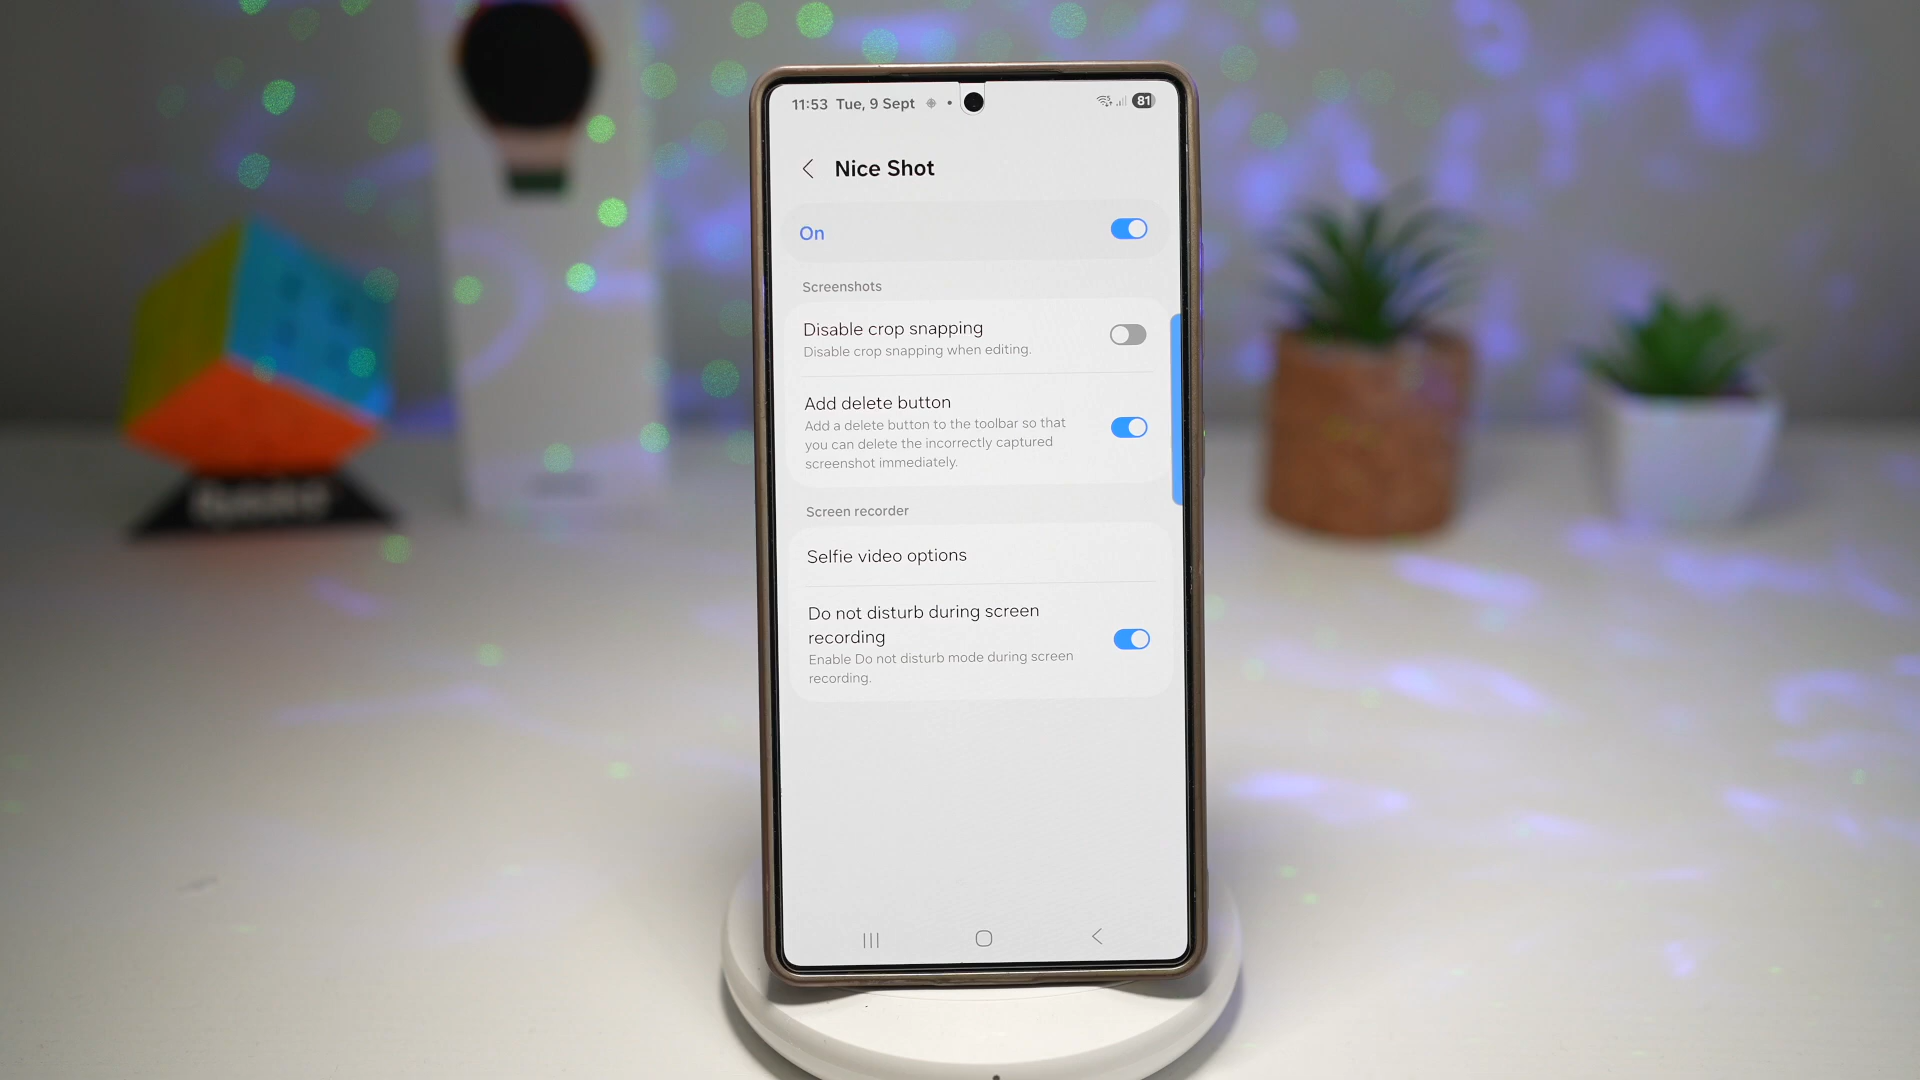 11:53 Tue, 9 Sept
81
Nice Shot
On
Screenshots
Disable crop snapping
Disable crop snapping when editing.
Add delete button
Add a delete button to the toolbar so that
you can delete the incorrectly captured
screenshot immediately.
Screen recorder
Selfie video options
Do not disturb during screen
recording
Enable Do not disturb mode during screen
recording.